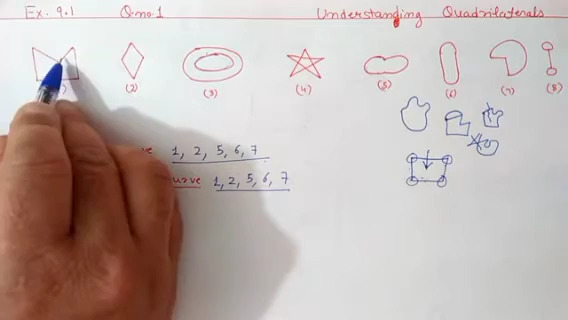 Ex. 9.1 Q.no.1 Understanding Quadrilaterals
(2) (3) (4) (5) (6) (7) (8)
1, 2, 5, 6, 7
1, 2, 5, 6, 7